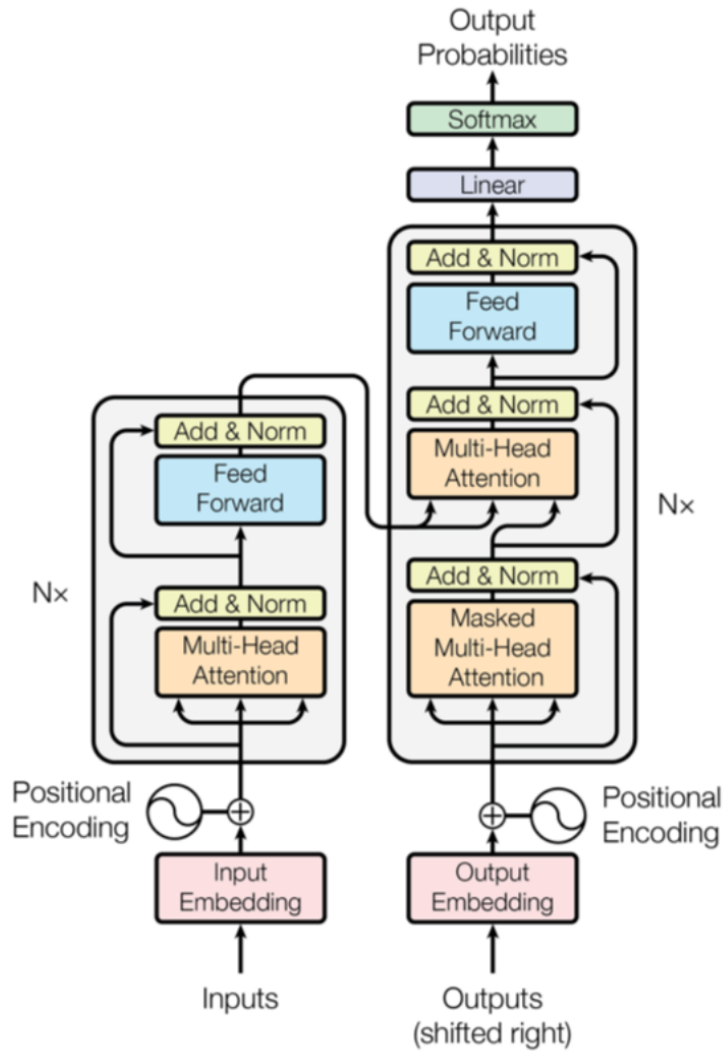 Output
Probabilities
Softmax
Linear
Add & Norm
Feed
Forward
Add & Norm
Multi-Head
Attention
Nx
Add & Norm
Masked
Multi-Head
Attention
Add & Norm
Feed
Forward
Nx
Add & Norm
Multi-Head
Attention
Positional
Encoding
Positional
Encoding
Input
Embedding
Output
Embedding
Inputs
Outputs
(shifted right)